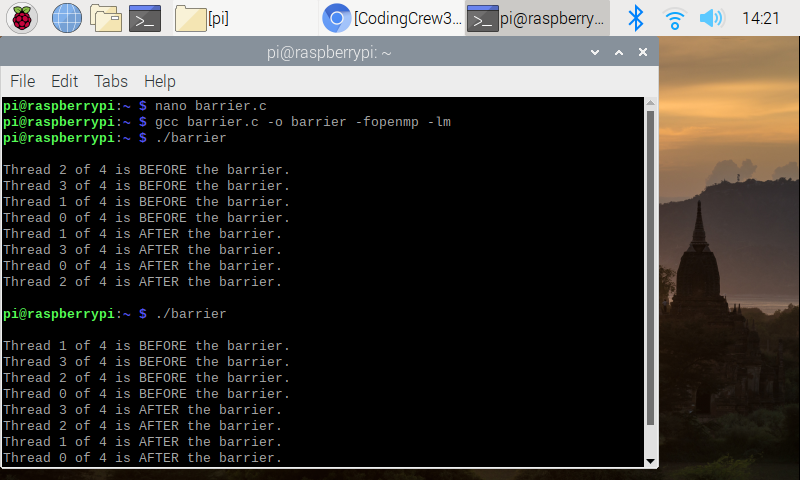 [pi]
[CodingCrew3...
pi@raspberry...
14:21
pi@raspberrypi: ~
File Edit Tabs Help
pi@raspberrypi:~ $ nano barrier.c
pi@raspberrypi:~ $ gcc barrier.c -o barrier -fopenmp -lm
pi@raspberrypi:~ $ ./barrier
Thread 2 of 4 is BEFORE the barrier.
Thread 3 of 4 is BEFORE the barrier.
Thread 1 of 4 is BEFORE the barrier.
Thread 0 of 4 is BEFORE the barrier.
Thread 1 of 4 is AFTER the barrier.
Thread 3 of 4 is AFTER the barrier.
Thread 0 of 4 is AFTER the barrier.
Thread 2 of 4 is AFTER the barrier.
pi@raspberrypi:~ $ ./barrier
Thread 1 of 4 is BEFORE the barrier.
Thread 3 of 4 is BEFORE the barrier.
Thread 2 of 4 is BEFORE the barrier.
Thread 0 of 4 is BEFORE the barrier.
Thread 3 of 4 is AFTER the barrier.
Thread 2 of 4 is AFTER the barrier.
Thread 1 of 4 is AFTER the barrier.
Thread 0 of 4 is AFTER the barrier.